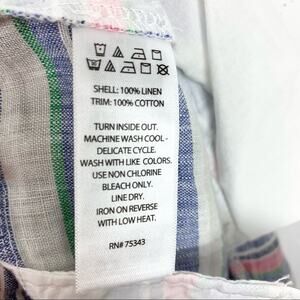 SHELL: 100% LINEN
TRIM: 100% COTTON
TURN INSIDE OUT.
MACHINE WASH COOL -
DELICATE CYCLE.
WASH WITH LIKE COLORS.
USE NON CHLORINE
BLEACH ONLY.
LINE DRY.
IRON ON REVERSE
WITH LOW HEAT.
RN# 75343